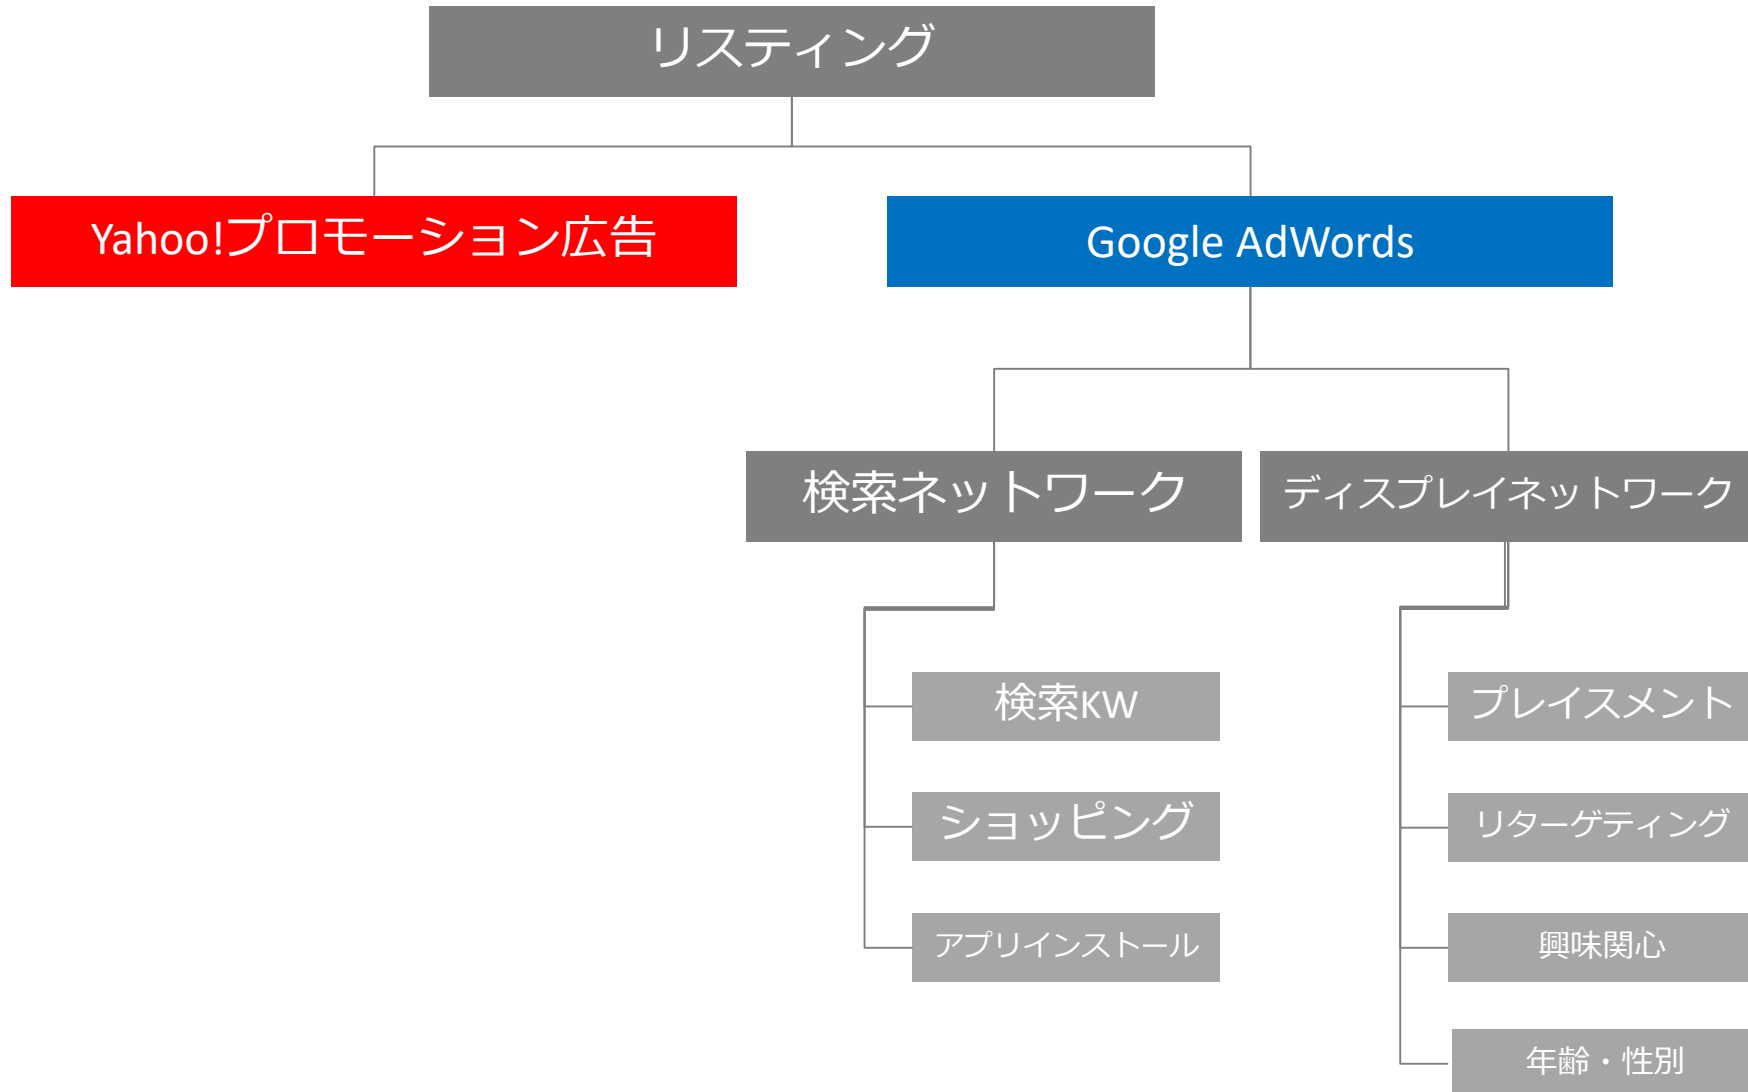 リスティング
Yahoo!プロモーション広告
Google AdWords
検索ネットワーク
ディスプレイネットワーク
検索KW
プレイスメント
ショッピング
リターゲティング
アプリインストール
興味関心
年齢・性別